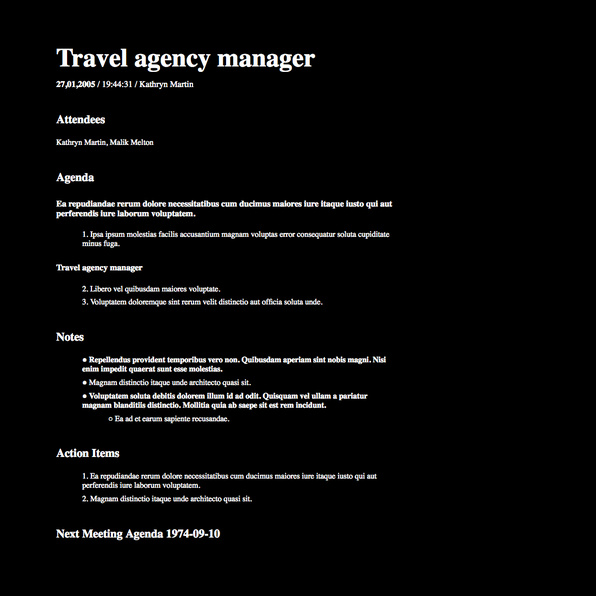 Travel agency manager
27,01,2005 / 19:44:31 / Kathryn Martin
Attendees
Kathryn Martin, Malik Melton
Agenda
Ea repudiandae rerum dolore necessitatibus cum ducimus maiores iure itaque iusto qui aut
perferendis iure laborum voluptatem.
1. Ipsa ipsum molestias facilis accusantium magnam voluptas error consequatur soluta cupiditate
minus fuga.
Travel agency manager
2. Libero vel quibusdam maiores voluptate.
3. Voluptatem doloremque sint rerum velit distinctio aut officia soluta unde.
Notes
● Repellendus provident temporibus vero non. Quibusdam aperiam sint nobis magni. Nisi
enim impedit quaerat sunt esse molestias.
● Magnam distinctio itaque unde architecto quasi sit.
● Voluptatem soluta debitis dolorem illum id ad odit. Quisquam vel ullam a pariatur
magnam blanditiis distinctio. Mollitia quia ab saepe sit est rem incidunt.
○ Ea ad et earum sapiente recusandae.
Action Items
1. Ea repudiandae rerum dolore necessitatibus cum ducimus maiores iure itaque iusto qui aut
perferendis iure laborum voluptatem.
2. Magnam distinctio itaque unde architecto quasi sit.
Next Meeting Agenda 1974-09-10